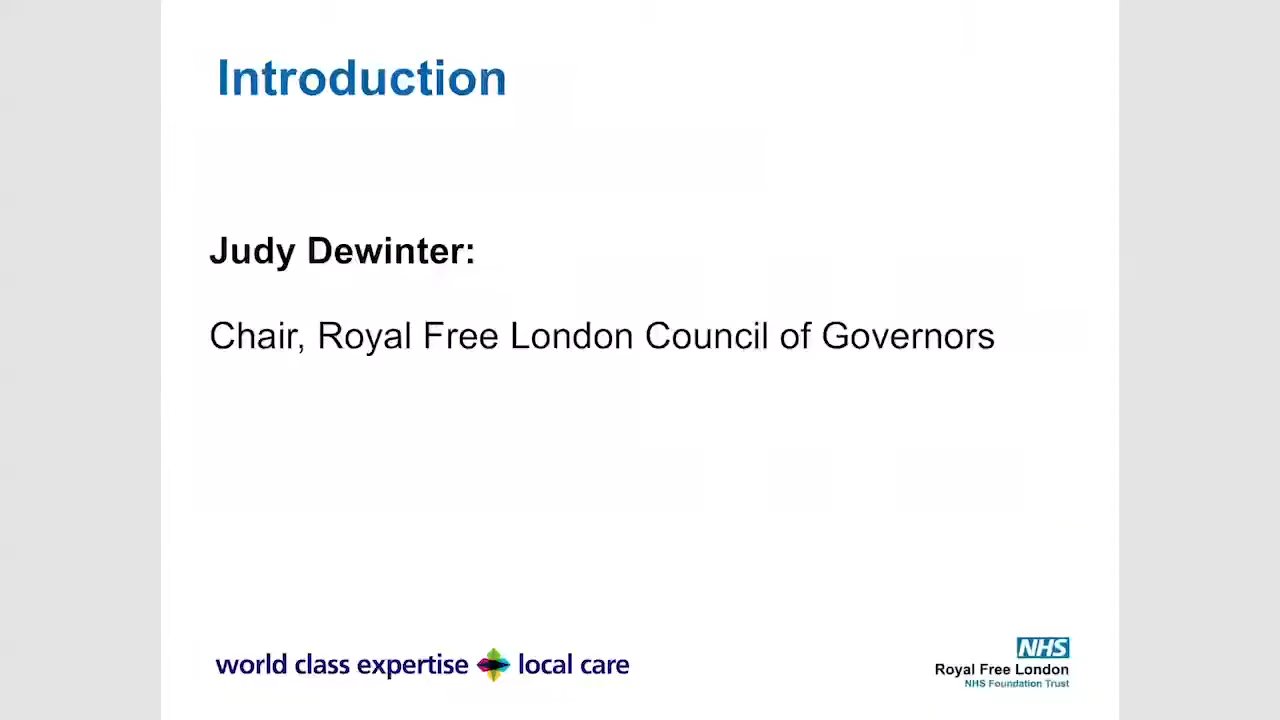 Introduction
Judy Dewinter:
Chair, Royal Free London Council of Governors
world class expertise local care
NHS
Royal Free London
NHS Foundation Trust